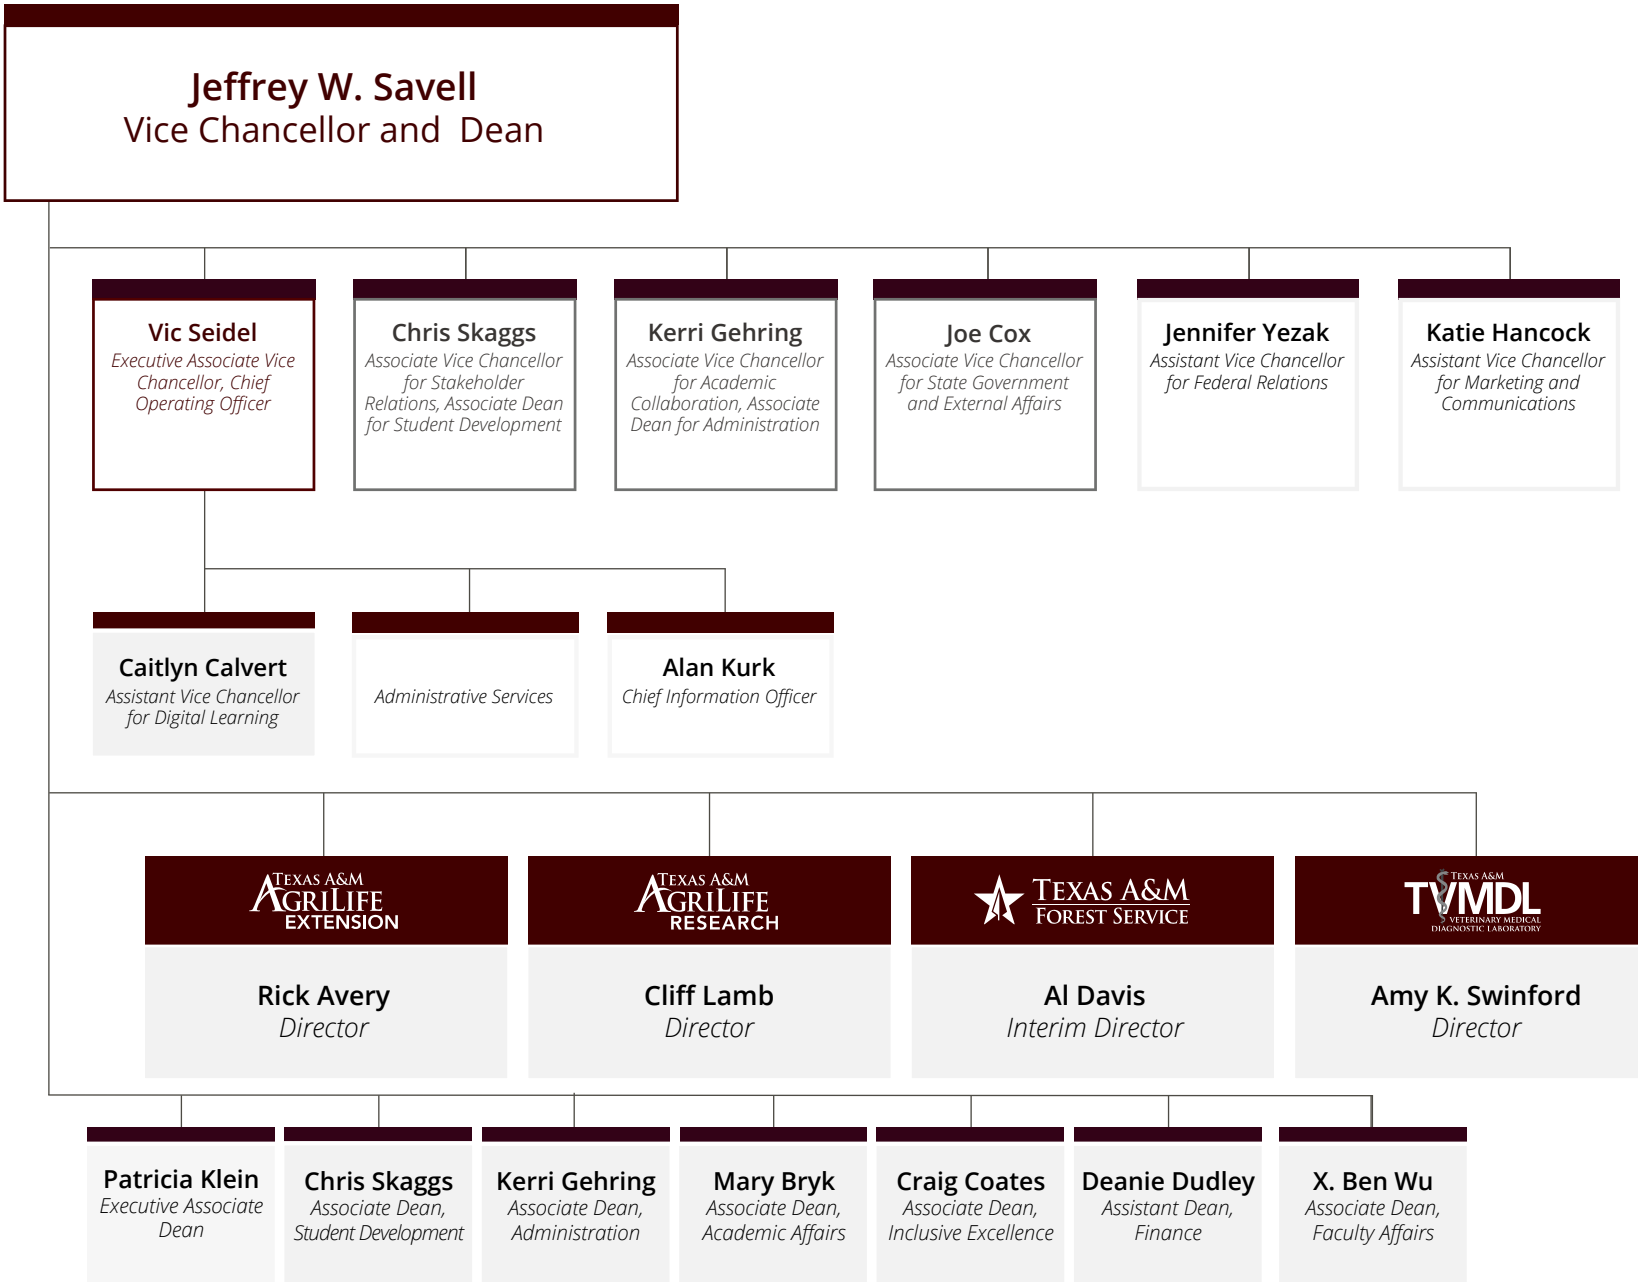 Jeffrey W. Savell
Vice Chancellor and Dean
Vic Seidel
Executive Associate Vice
Chancellor, Chief
Operating Officer
Chris Skaggs
Associate Vice Chancellor
for Stakeholder
Relations, Associate Dean
for Student Development
Kerri Gehring
Associate Vice Chancellor
for Academic
Collaboration, Associate
Dean for Administration
Joe Cox
Associate Vice Chancellor
for State Government
and External Affairs
Jennifer Yezak
Assistant Vice Chancellor
for Federal Relations
Katie Hancock
Assistant Vice Chancellor
for Marketing and
Communications
Caitlyn Calvert
Assistant Vice Chancellor
for Digital Learning
Administrative Services
Alan Kurk
Chief Information Officer
TEXAS A&M
AGRILIFE
EXTENSION
Rick Avery
Director
TEXAS A&M
AGRILIFE
RESEARCH
Cliff Lamb
Director
TEXAS A&M
FOREST SERVICE
Al Davis
Interim Director
TEXAS A&M
TVMDL
VETERINARY MEDICAL
DIAGNOSTIC LABORATORY
Amy K. Swinford
Director
Patricia Klein
Executive Associate
Dean
Chris Skaggs
Associate Dean,
Student Development
Kerri Gehring
Associate Dean,
Administration
Mary Bryk
Associate Dean,
Academic Affairs
Craig Coates
Associate Dean,
Inclusive Excellence
Deanie Dudley
Assistant Dean,
Finance
X. Ben Wu
Associate Dean,
Faculty Affairs